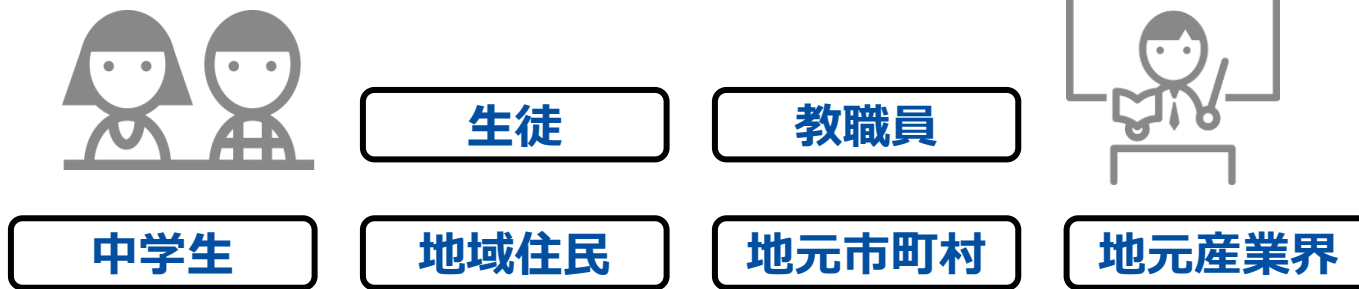 生徒
教職員
中学生
地域住民
地元市町村
地元産業界